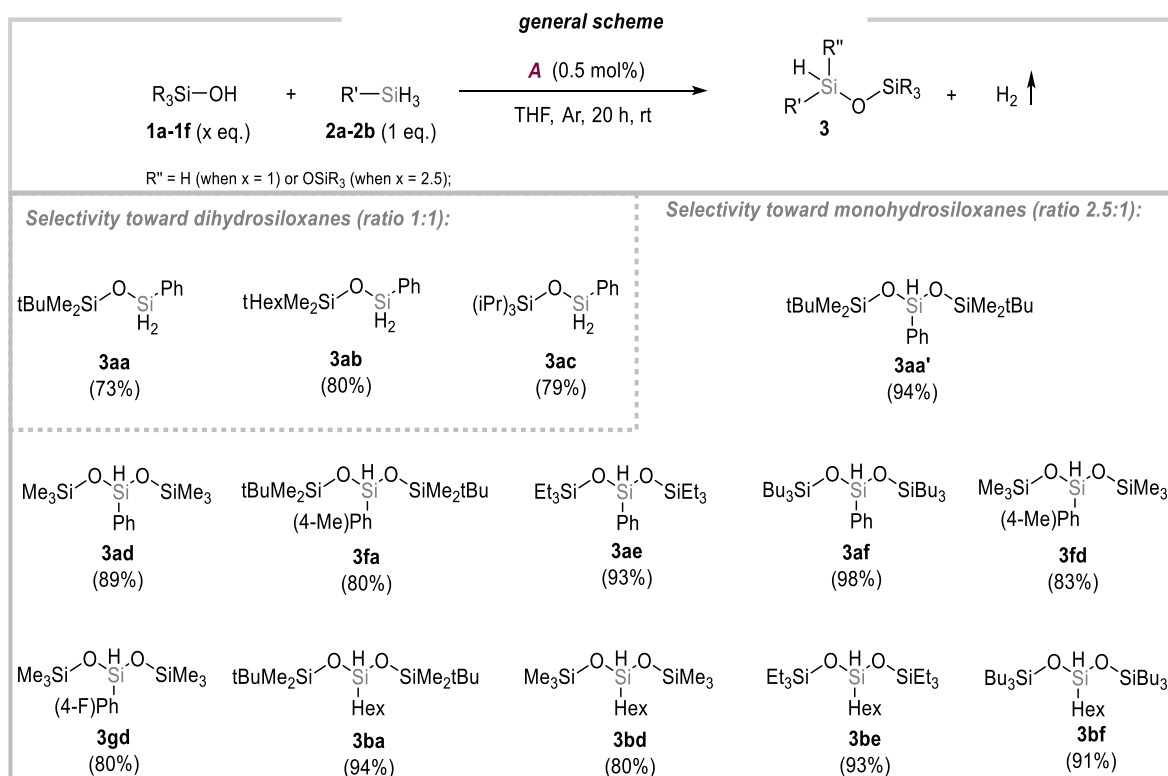 general scheme
R3Si OH + R' SiH3 A (0.5 mol%) THF, Ar, 20 h, rt H R'' Si R' O SiR3 + H2
1a-1f (x eq.) 2a-2b (1 eq.) 3
R'' = H (when x = 1) or OSiR3 (when x = 2.5);
Selectivity toward dihydrosiloxanes (ratio 1:1):
Selectivity toward monohydrosiloxanes (ratio 2.5:1):
tBuMe2Si O Si H2 Ph
3aa
(73%)
tHexMe2Si O Si H2 Ph
3ab
(80%)
(iPr)3Si O Si H2 Ph
3ac
(79%)
tBuMe2Si O H Si O SiMe2tBu
Ph
3aa'
(94%)
Me3Si O H Si O SiMe3
Ph
3ad
(89%)
tBuMe2Si O H Si O SiMe2tBu
(4-Me)Ph
3fa
(80%)
Et3Si O H Si O SiEt3
Ph
3ae
(93%)
Bu3Si O H Si O SiBu3
Ph
3af
(98%)
Me3Si O H Si O SiMe3
(4-Me)Ph
3fd
(83%)
Me3Si O H Si O SiMe3
(4-F)Ph
3gd
(80%)
tBuMe2Si O H Si O SiMe2tBu
Hex
3ba
(94%)
Me3Si O H Si O SiMe3
Hex
3bd
(80%)
Et3Si O H Si O SiEt3
Hex
3be
(93%)
Bu3Si O H Si O SiBu3
Hex
3bf
(91%)